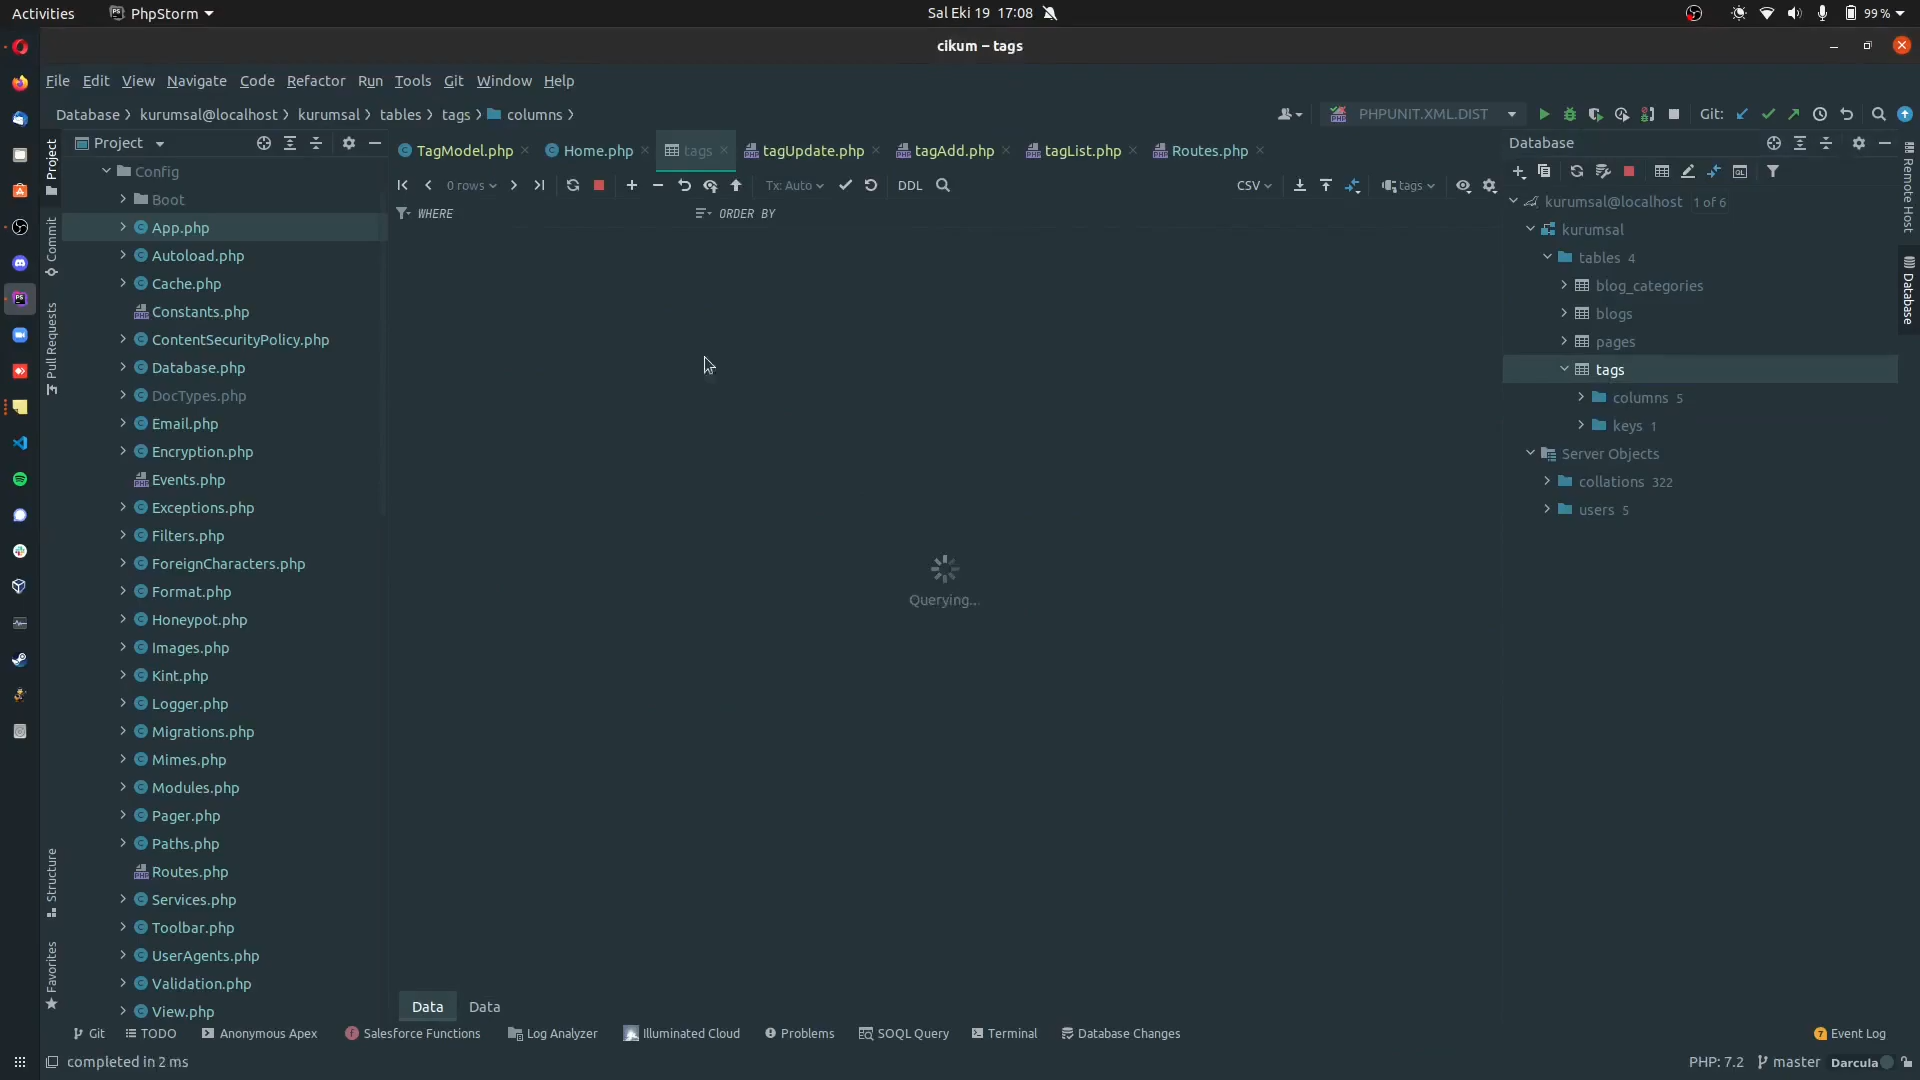 Activities
PhpStorm
Sal Eki 19 17:08
99 %
cikum – tags
File Edit View Navigate Code Refactor Run Tools Git Window Help
Database kurumsal@localhost kurumsal tables tags columns
PHPUNIT.XML.DIST
Git:
Project
TagModel.php
Home.php
tags
tagUpdate.php
tagAdd.php
tagList.php
Routes.php
0 rows
Tx: Auto
DDL
CSV
tags
WHERE
ORDER BY
Project
Commit
Pull Requests
Structure
Favorites
Config
Boot
App.php
Autoload.php
Cache.php
Constants.php
ContentSecurityPolicy.php
Database.php
DocTypes.php
Email.php
Encryption.php
Events.php
Exceptions.php
Filters.php
ForeignCharacters.php
Format.php
Honeypot.php
Images.php
Kint.php
Logger.php
Migrations.php
Mimes.php
Modules.php
Pager.php
Paths.php
Routes.php
Services.php
Toolbar.php
UserAgents.php
Validation.php
View.php
Querying...
Data
Data
Database
kurumsal@localhost 1 of 6
kurumsal
tables 4
blog_categories
blogs
pages
tags
columns 5
keys 1
Server Objects
collations 322
users 5
Remote Host
Database
Git
TODO
Anonymous Apex
Salesforce Functions
Log Analyzer
Illuminated Cloud
Problems
SOQL Query
Terminal
Database Changes
7 Event Log
completed in 2 ms
PHP: 7.2
master
Darcula